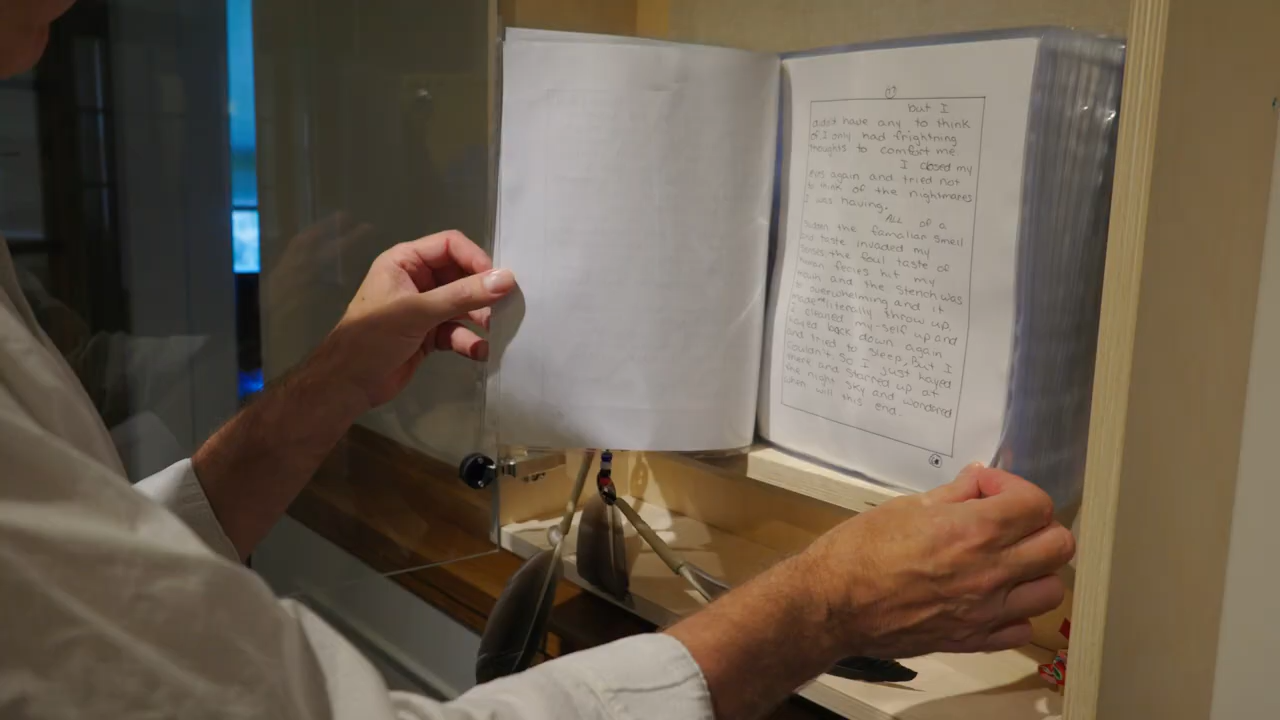 but I
didn't have any to think
of I only had frightning
thoughts to comfort me
I closed my
eyes again and tried not
to think of the nightmares
I was having.
ALL of a
sudden the familiar smell
and taste invaded my
senses the foul taste of
human feces hit my
mouth and the stench was
so overwhelming and it
made me literally throw up,
I cleaned my-self up and
layed back down again
and tried to sleep, But I
couldn't. So I just layed
there and starred up at
the night sky and wondered
when will this end.